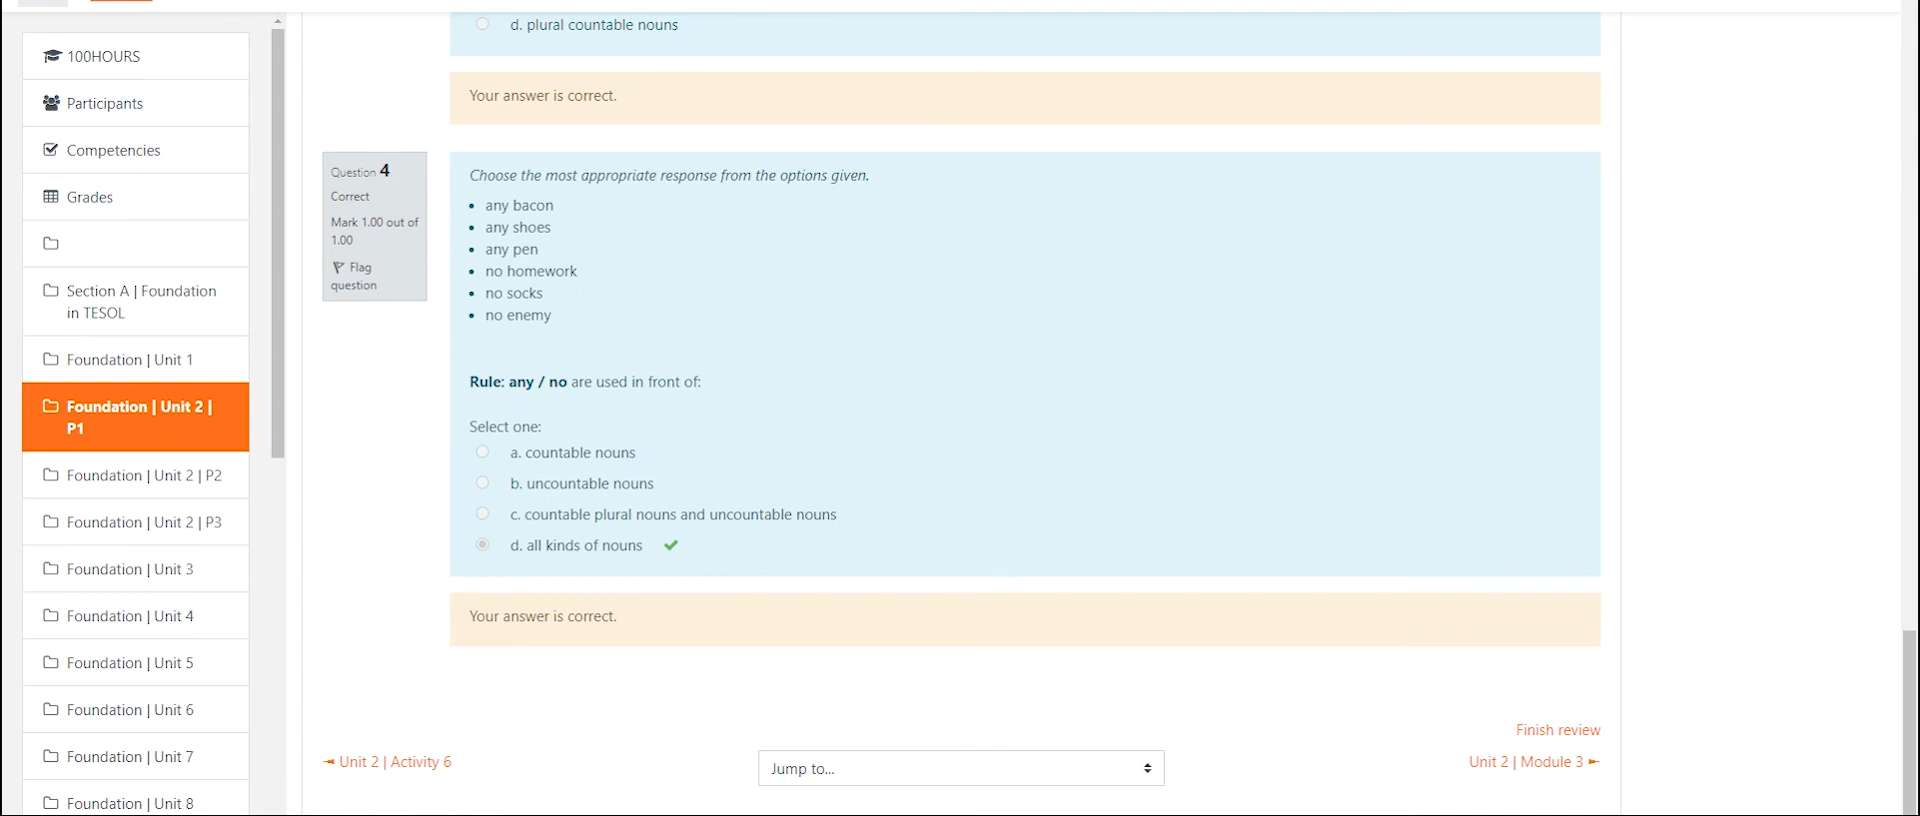 100HOURS
Participants
Competencies
Grades
Section A | Foundation
in TESOL
Foundation | Unit 1
Foundation | Unit 2 |
P1
Foundation | Unit 2 | P2
Foundation | Unit 2 | P3
Foundation | Unit 3
Foundation | Unit 4
Foundation | Unit 5
Foundation | Unit 6
Foundation | Unit 7
Foundation | Unit 8
d. plural countable nouns
Your answer is correct.
Question 4
Correct
Mark 1.00 out of
1.00
Flag
question
Choose the most appropriate response from the options given.
• any bacon
• any shoes
• any pen
• no homework
• no socks
• no enemy
Rule: any / no are used in front of:
Select one:
a. countable nouns
b. uncountable nouns
c. countable plural nouns and uncountable nouns
d. all kinds of nouns
Your answer is correct.
Finish review
Unit 2 | Activity 6
Jump to...
Unit 2 | Module 3